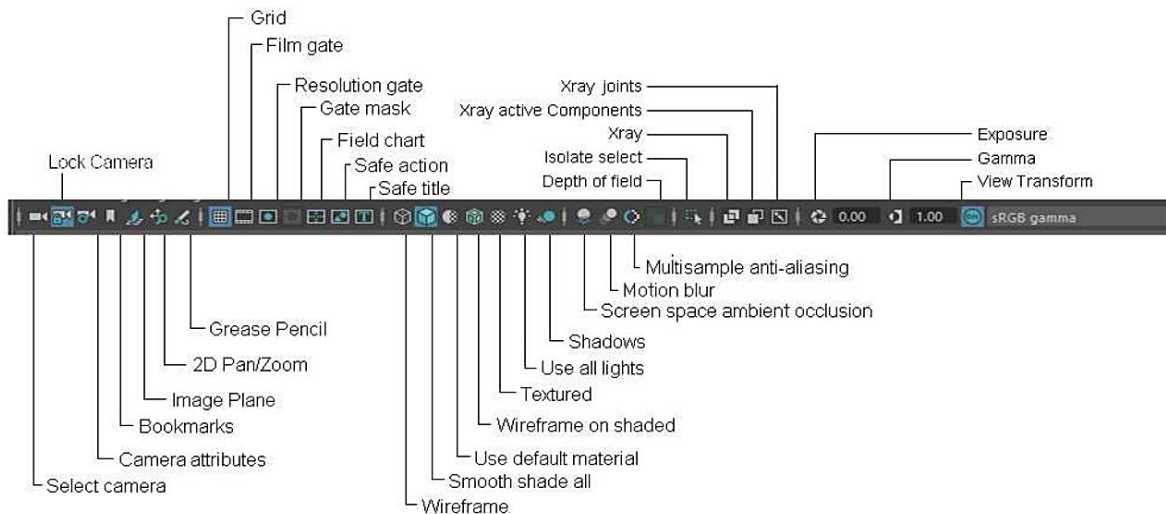 Grid
Film gate
Resolution gate
Gate mask
Field chart
Safe action
Safe title
Lock Camera
Xray joints
Xray active Components
Xray
Isolate select
Depth of field
Exposure
Gamma
View Transform
0.00
1.00
sRGB gamma
Multisample anti-aliasing
Motion blur
Screen space ambient occlusion
Shadows
Use all lights
Textured
Wireframe on shaded
Use default material
Smooth shade all
Wireframe
Grease Pencil
2D Pan/Zoom
Image Plane
Bookmarks
Camera attributes
Select camera